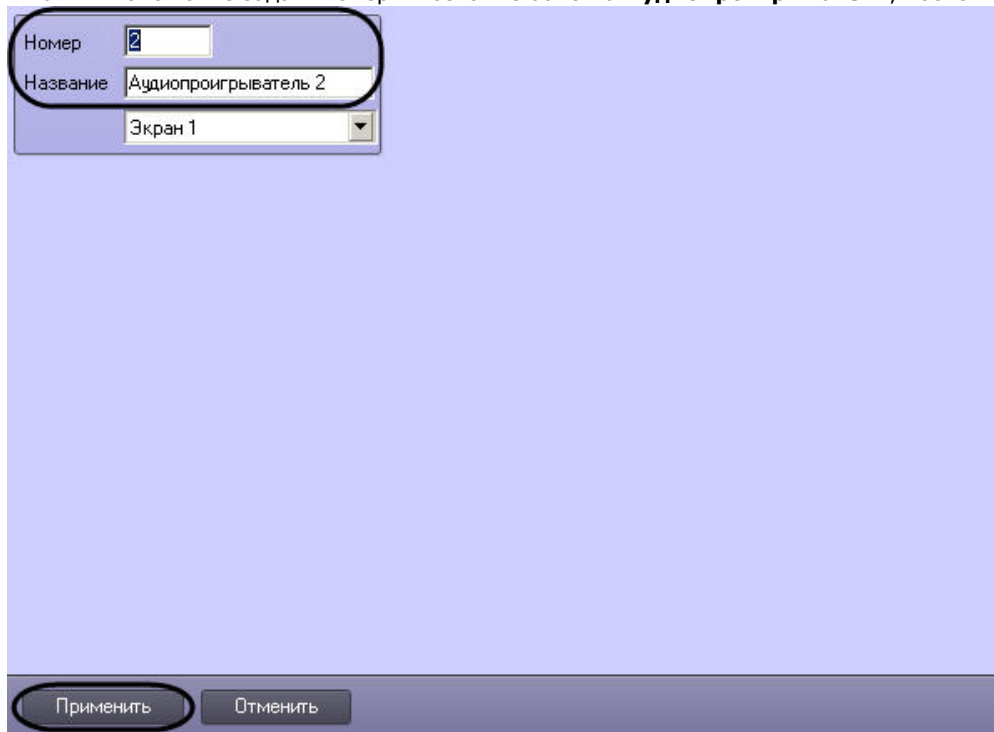 Номер 2
Название Аудиопроигрыватель 2
Экран 1
Применить Отменить